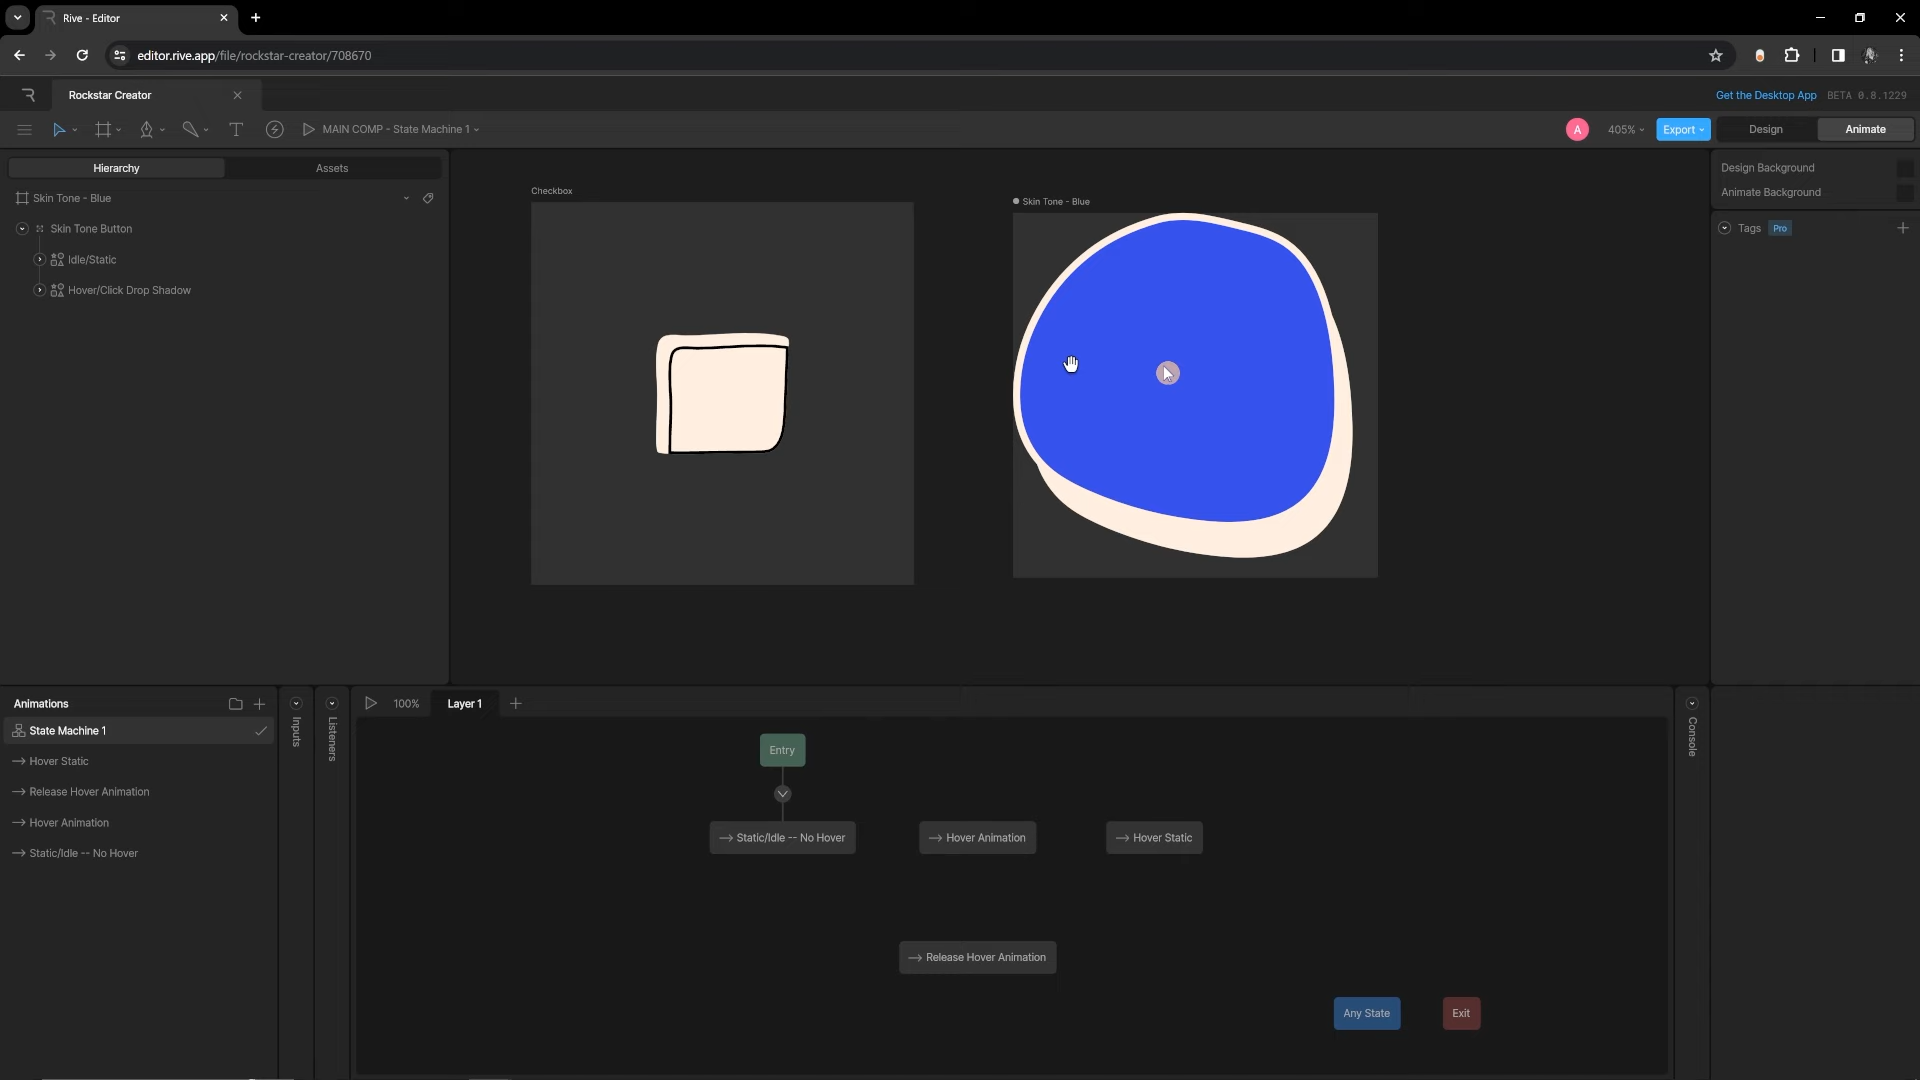 Rive - Editor
editor.rive.app/file/rockstar-creator/708670
Rockstar Creator
Get the Desktop App BETA 0.8.1229
MAIN COMP - State Machine 1
A 405% Export Design Animate
Hierarchy Assets
Skin Tone - Blue
Skin Tone Button
Idle/Static
Hover/Click Drop Shadow
Checkbox
Skin Tone - Blue
Design Background
Animate Background
Tags Pro
Animations
State Machine 1
Hover Static
Release Hover Animation
Hover Animation
Static/Idle -- No Hover
Inputs
Listeners
100% Layer 1
Entry
Static/Idle -- No Hover
Hover Animation
Hover Static
Release Hover Animation
Any State
Exit
Console